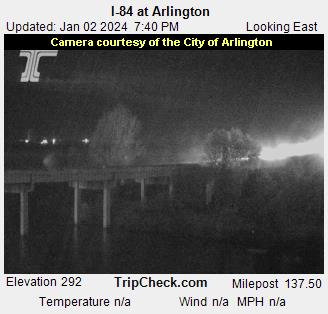 I-84 at Arlington
Updated: Jan 02 2024 7:40 PM Looking East
Camera courtesy of the City of Arlington
Elevation 292 TripCheck.com Milepost 137.50
Temperature n/a Wind n/a MPH n/a